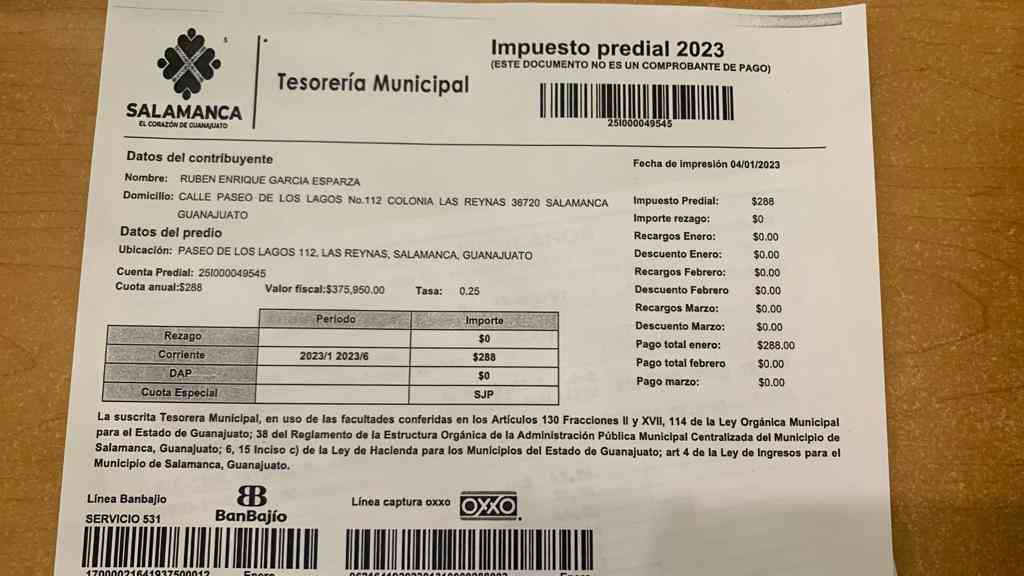 SALAMANCA
EL CORAZÓN DE GUANAJUATO
Tesorería Municipal
Impuesto predial 2023
(ESTE DOCUMENTO NO ES UN COMPROBANTE DE PAGO)
25I000049545
Datos del contribuyente
Fecha de impresión 04/01/2023
Nombre: RUBEN ENRIQUE GARCIA ESPARZA
Domicilio: CALLE PASEO DE LOS LAGOS No.112 COLONIA LAS REYNAS 36720 SALAMANCA
GUANAJUATO
Datos del predio
Ubicación: PASEO DE LOS LAGOS 112, LAS REYNAS, SALAMANCA, GUANAJUATO
Cuenta Predial: 25I000049545
Cuota anual:$288 Valor fiscal:$375,950.00 Tasa: 0.25
Impuesto Predial: $288
Importe rezago: $0
Recargos Enero: $0.00
Descuento Enero: $0.00
Recargos Febrero: $0.00
Descuento Febrero $0.00
Recargos Marzo: $0.00
Descuento Marzo: $0.00
Pago total enero: $288.00
Pago total febrero $0.00
Pago marzo: $0.00
Periodo Importe
Rezago $0
Corriente 2023/1 2023/6 $288
DAP $0
Cuota Especial SJP
La suscrita Tesorera Municipal, en uso de las facultades conferidas en los Artículos 130 Fracciones II y XVII, 114 de la Ley Orgánica Municipal
para el Estado de Guanajuato; 38 del Reglamento de la Estructura Orgánica de la Administración Pública Municipal Centralizada del Municipio de
Salamanca, Guanajuato; 6, 15 Inciso c) de la Ley de Hacienda para los Municipios del Estado de Guanajuato; art 4 de la Ley de Ingresos para el
Municipio de Salamanca, Guanajuato.
Línea Banbajio
SERVICIO 531
BanBajío
Línea captura oxxo
OXXO
Enero
Enero